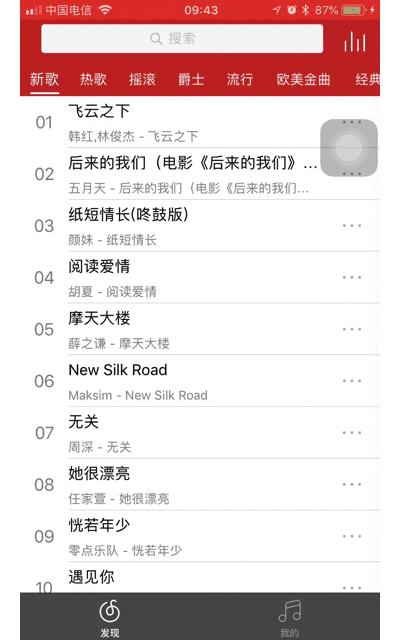 中国电信 09:43 87%
搜索
新歌 热歌 摇滚 爵士 流行 欧美金曲 经典
01 飞云之下
韩红,林俊杰 - 飞云之下
02 后来的我们（电影《后来的我们》...
五月天 - 后来的我们（电影《后来的我们...
03 纸短情长(咚鼓版)
颜妹 - 纸短情长
04 阅读爱情
胡夏 - 阅读爱情
05 摩天大楼
薛之谦 - 摩天大楼
06 New Silk Road
Maksim - New Silk Road
07 无关
周深 - 无关
08 她很漂亮
任家萱 - 她很漂亮
09 恍若年少
零点乐队 - 恍若年少
10 遇见你
发现 我的